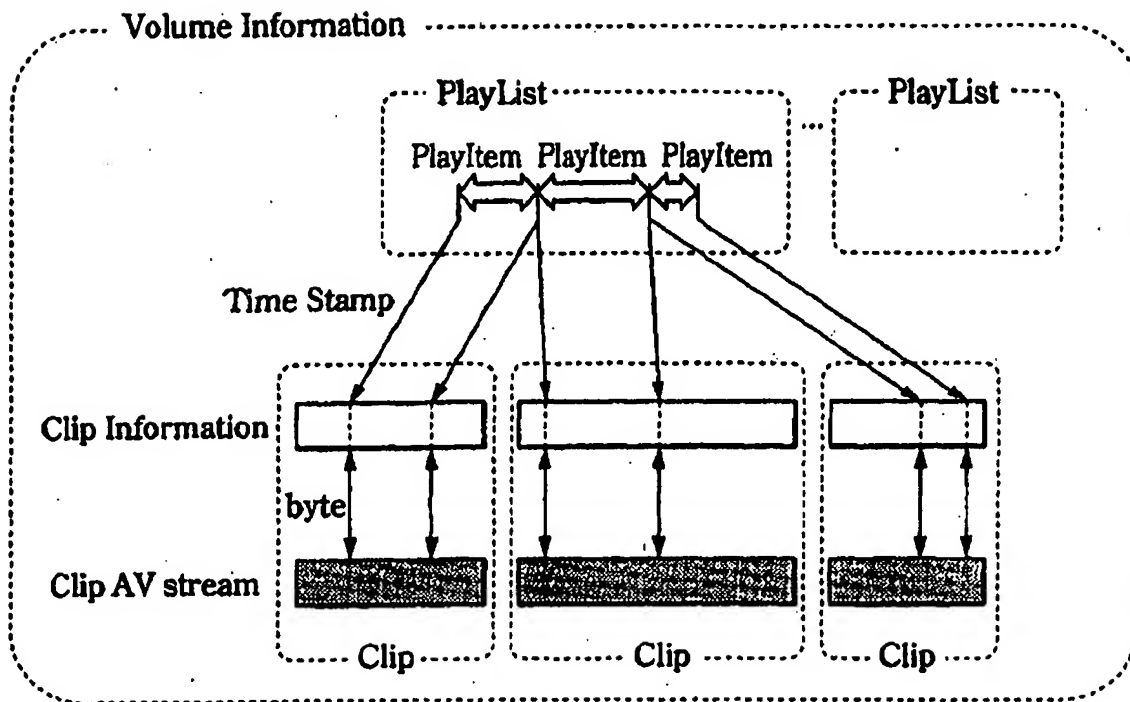 Volume Information
PlayList
PlayList
...
PlayItem PlayItem PlayItem
Time Stamp
Clip Information
byte
Clip AV stream
Clip
Clip
Clip